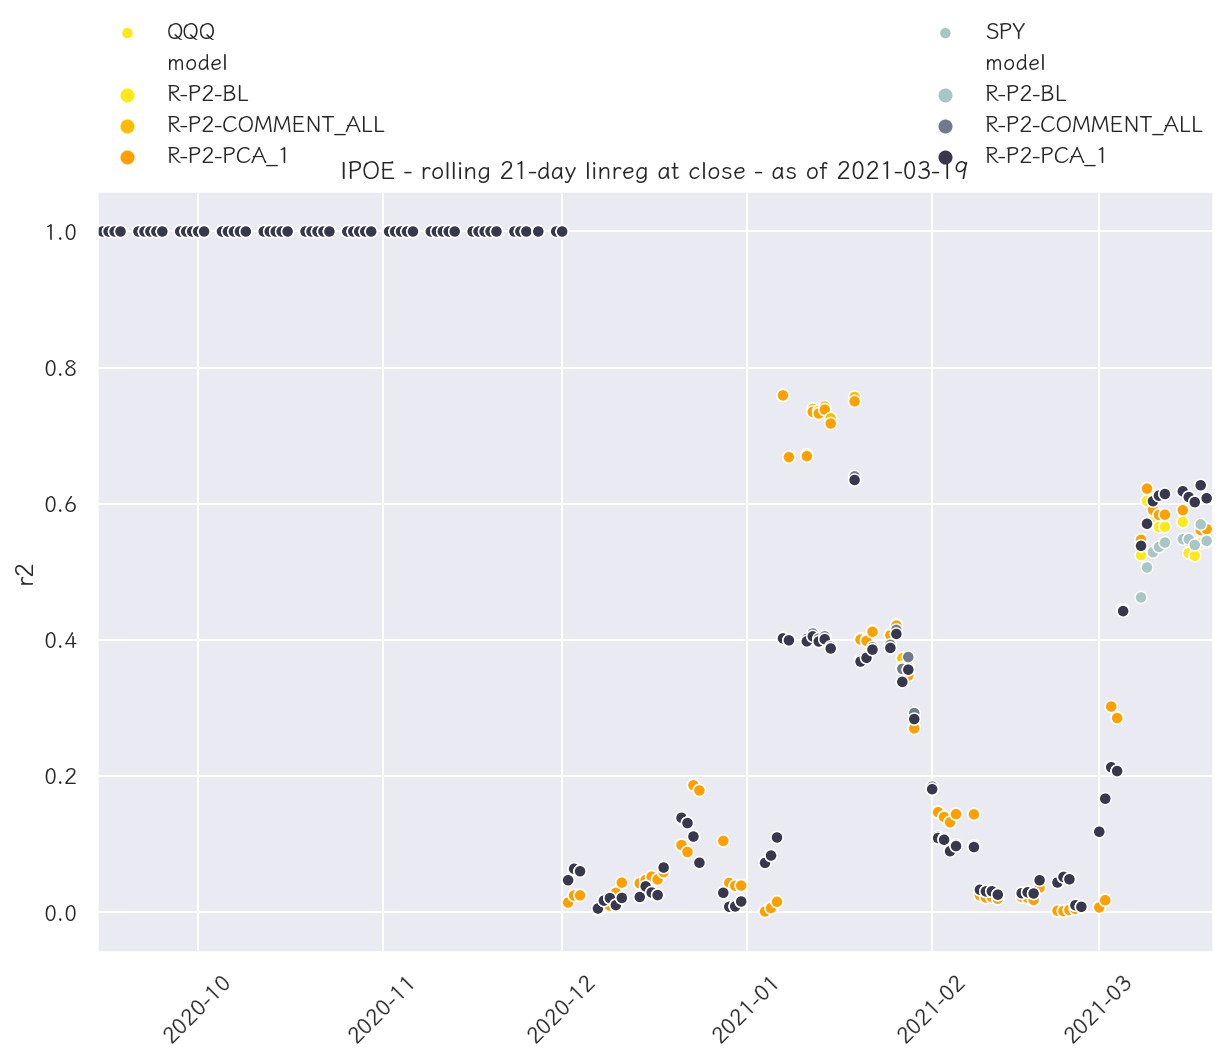 QQQ
model
R-P2-BL
R-P2-COMMENT_ALL
R-P2-PCA_1
SPY
model
R-P2-BL
R-P2-COMMENT_ALL
R-P2-PCA_1
IPOE - rolling 21-day linreg at close - as of 2021-03-19
r2
1.0
0.8
0.6
0.4
0.2
0.0
2020-10
2020-11
2020-12
2021-01
2021-02
2021-03